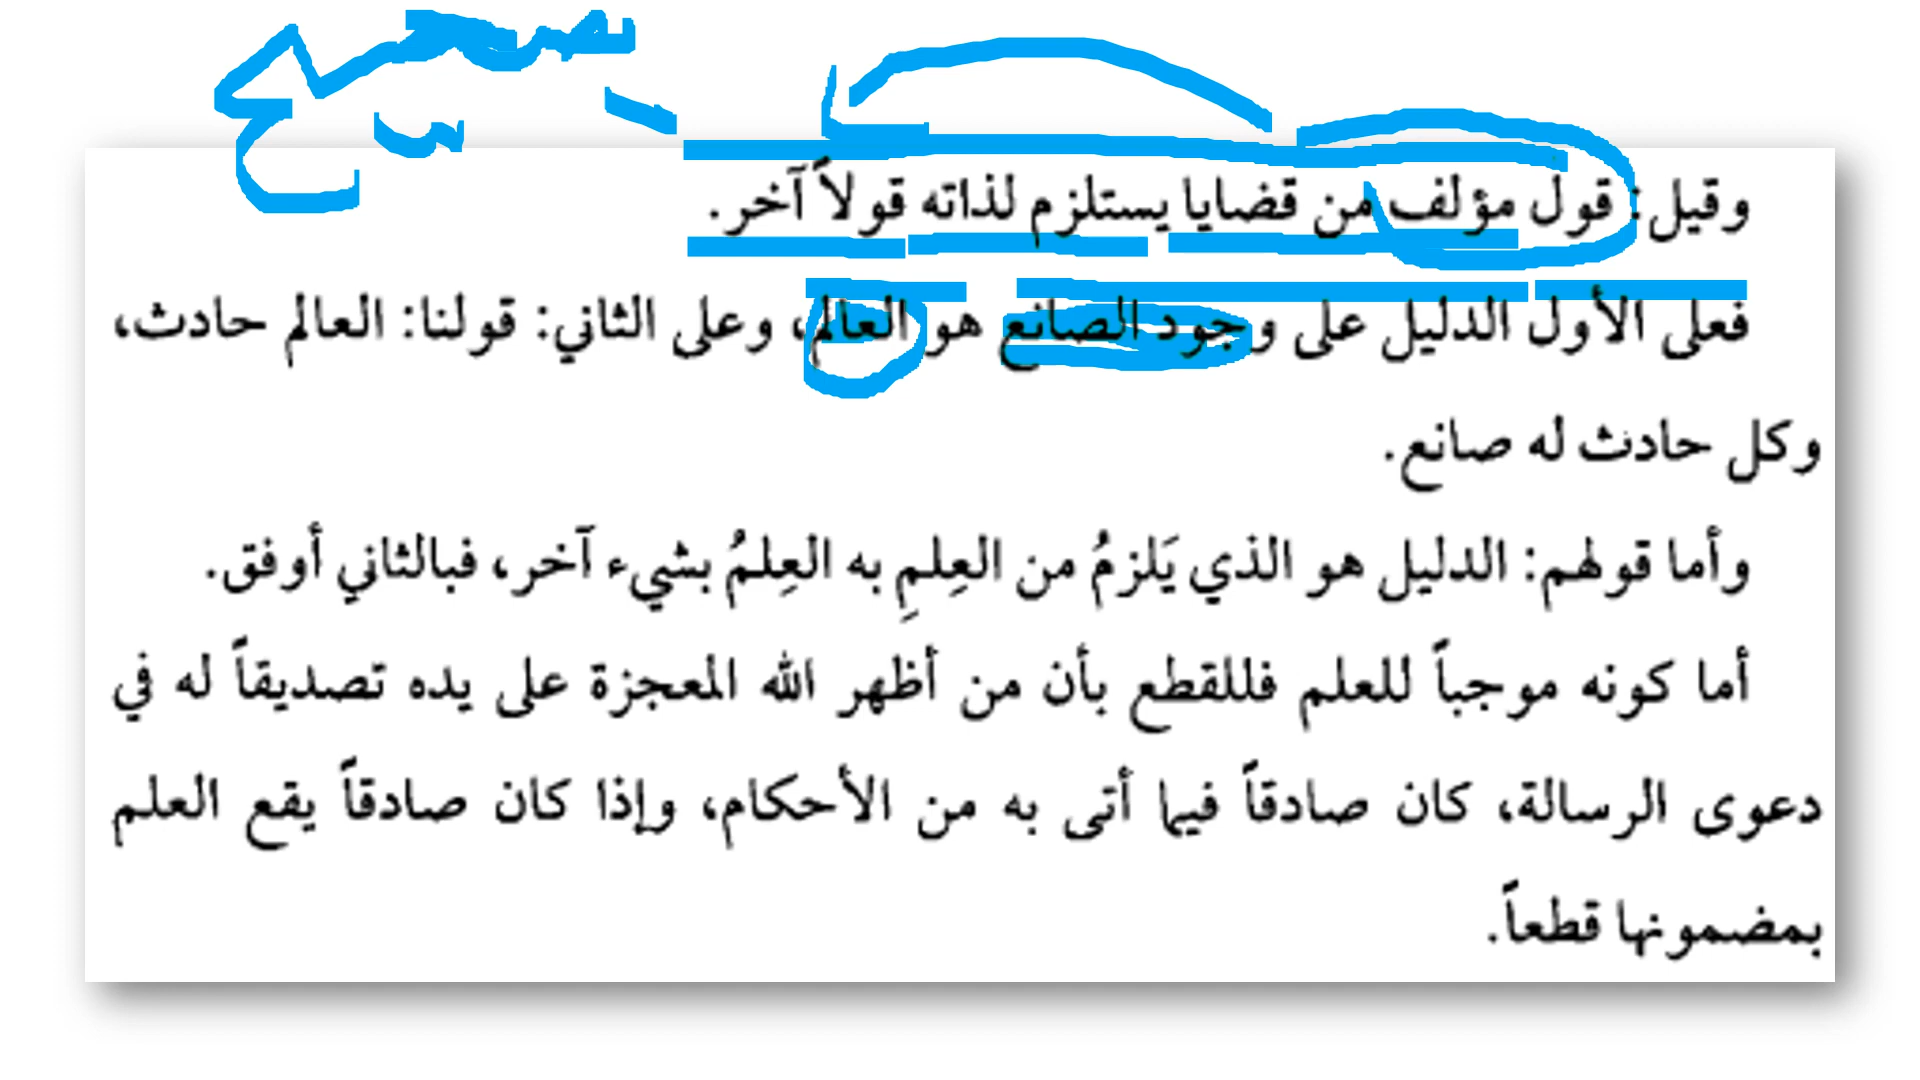 وقيل: قول مؤلف من قضايا يستلزم لذاته قولاً آخر.
فعلى الأول الدليل على وجود الصانع هو العالم، وعلى الثاني: قولنا: العالم حادث،
وكل حادث له صانع.
وأما قولهم: الدليل هو الذي يَلزمُ من العِلمِ به العِلمُ بشيء آخر، فبالثاني أوفق.
أما كونه موجباً للعلم فللقطع بأن من أظهر الله المعجزة على يده تصديقاً له في
دعوى الرسالة، كان صادقاً فيما أتى به من الأحكام، وإذا كان صادقاً يقع العلم
بمضمونها قطعاً.